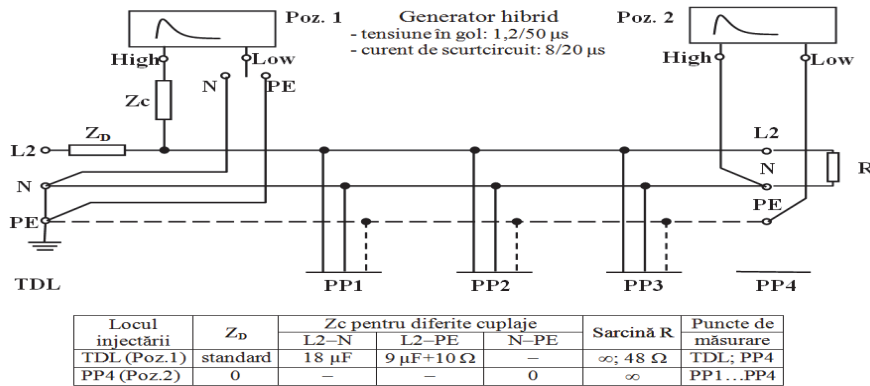 Poz. 1
Generator hibrid
- tensiune în gol: 1,2/50 µs
- curent de scurtcircuit: 8/20 µs
Poz. 2
High
Low
High
Low
N
PE
Zc
Z_D
L2
L2
N
N
R
PE
PE
TDL
PP1
PP2
PP3
PP4
Locul injectării
Z_D
Zc pentru diferite cuplaje
Sarcină R
Puncte de măsurare
L2–N
L2–PE
N–PE
TDL (Poz.1)
standard
18 µF
9 µF+10 Ω
–
∞; 48 Ω
TDL; PP4
PP4 (Poz.2)
0
–
–
0
∞
PP1…PP4